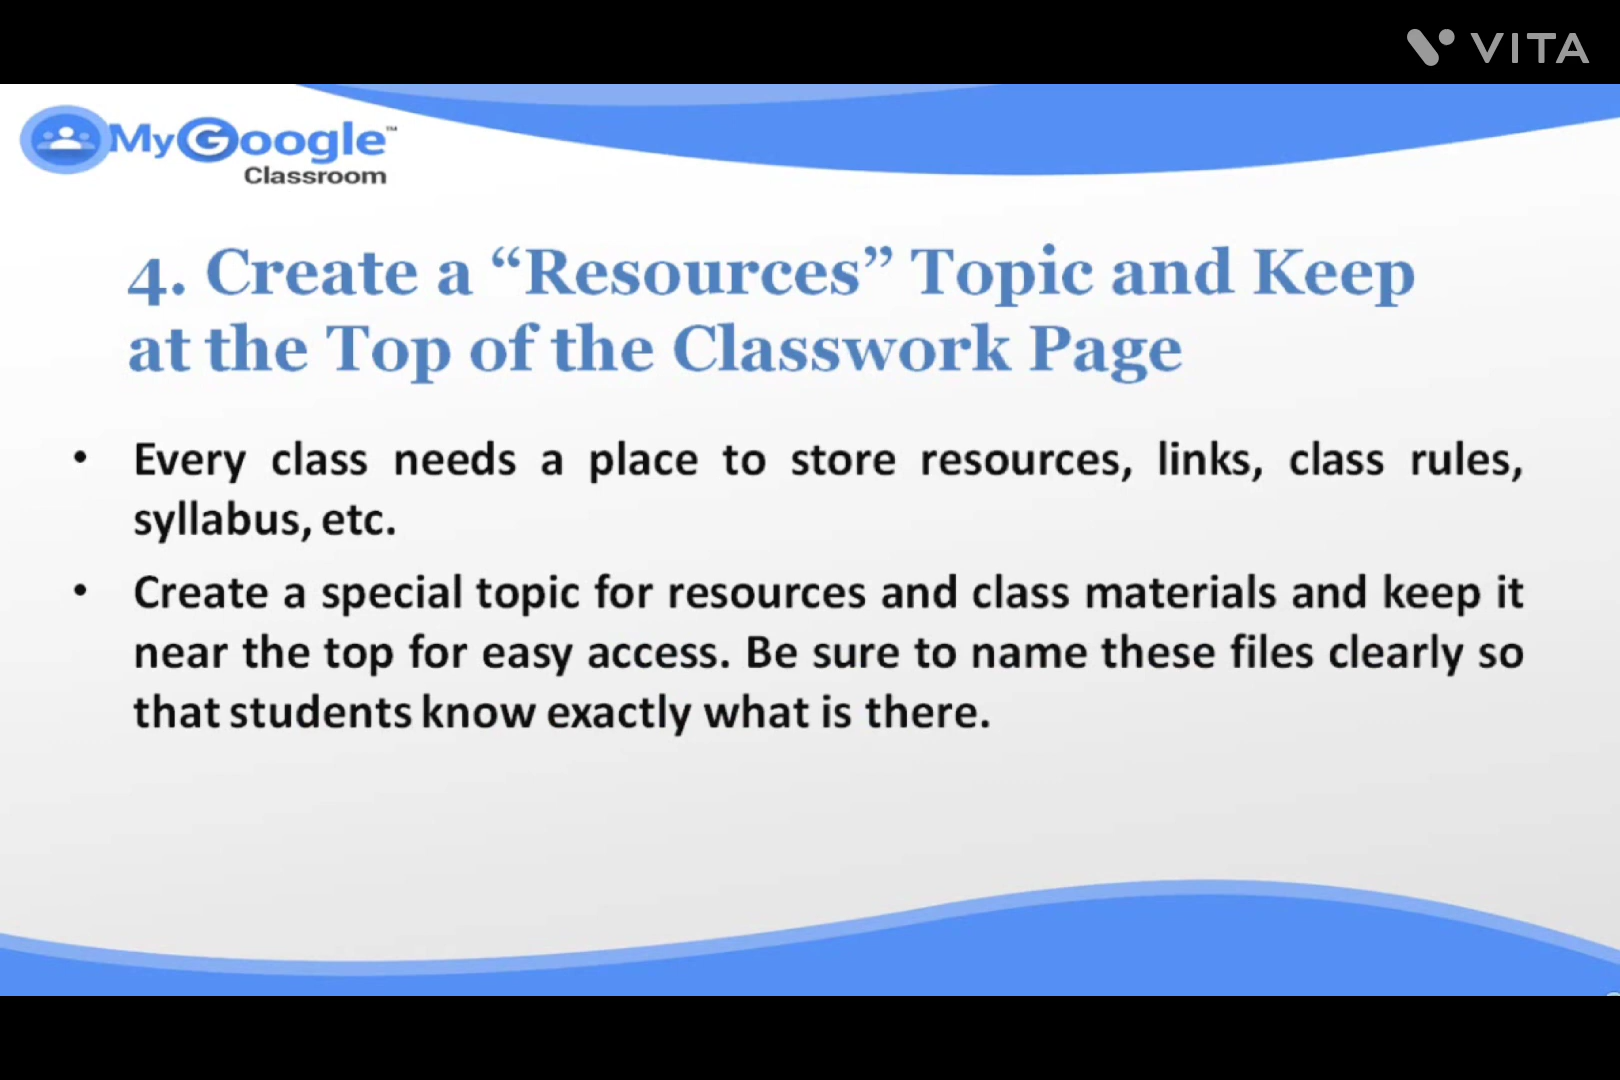 VITA
MyGoogle™
Classroom
4. Create a “Resources” Topic and Keep
at the Top of the Classwork Page
• Every class needs a place to store resources, links, class rules,
syllabus, etc.
• Create a special topic for resources and class materials and keep it
near the top for easy access. Be sure to name these files clearly so
that students know exactly what is there.